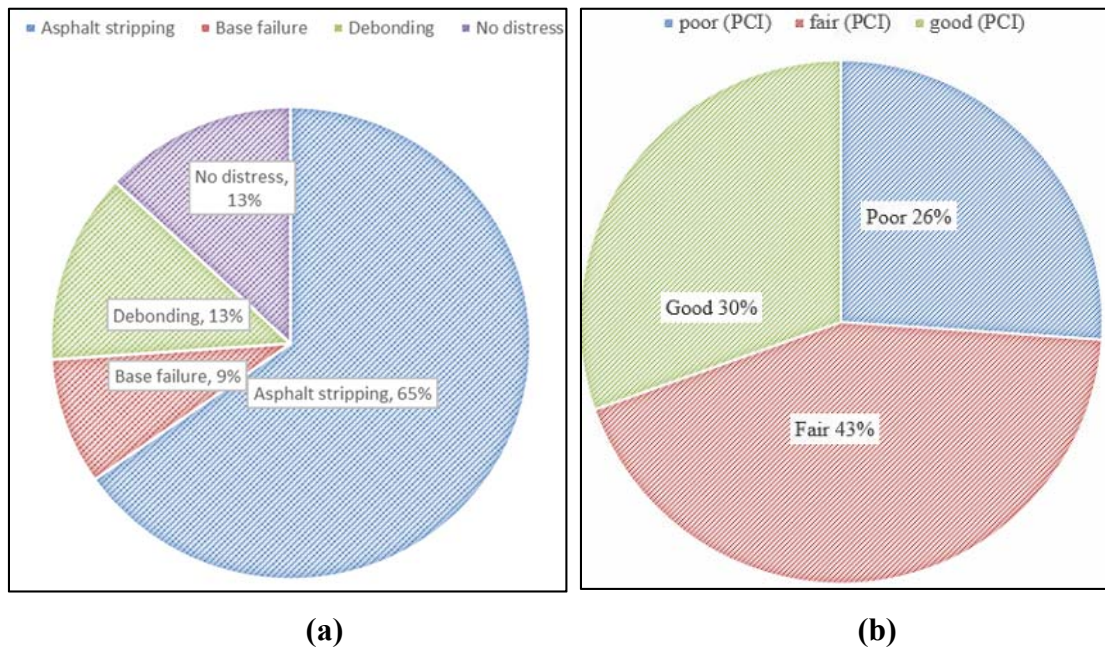 Asphalt stripping Base failure Debonding No distress
No distress,
13%
Debonding, 13%
Base failure, 9%
Asphalt stripping, 65%
(a)
poor (PCI) fair (PCI) good (PCI)
Poor 26%
Good 30%
Fair 43%
(b)